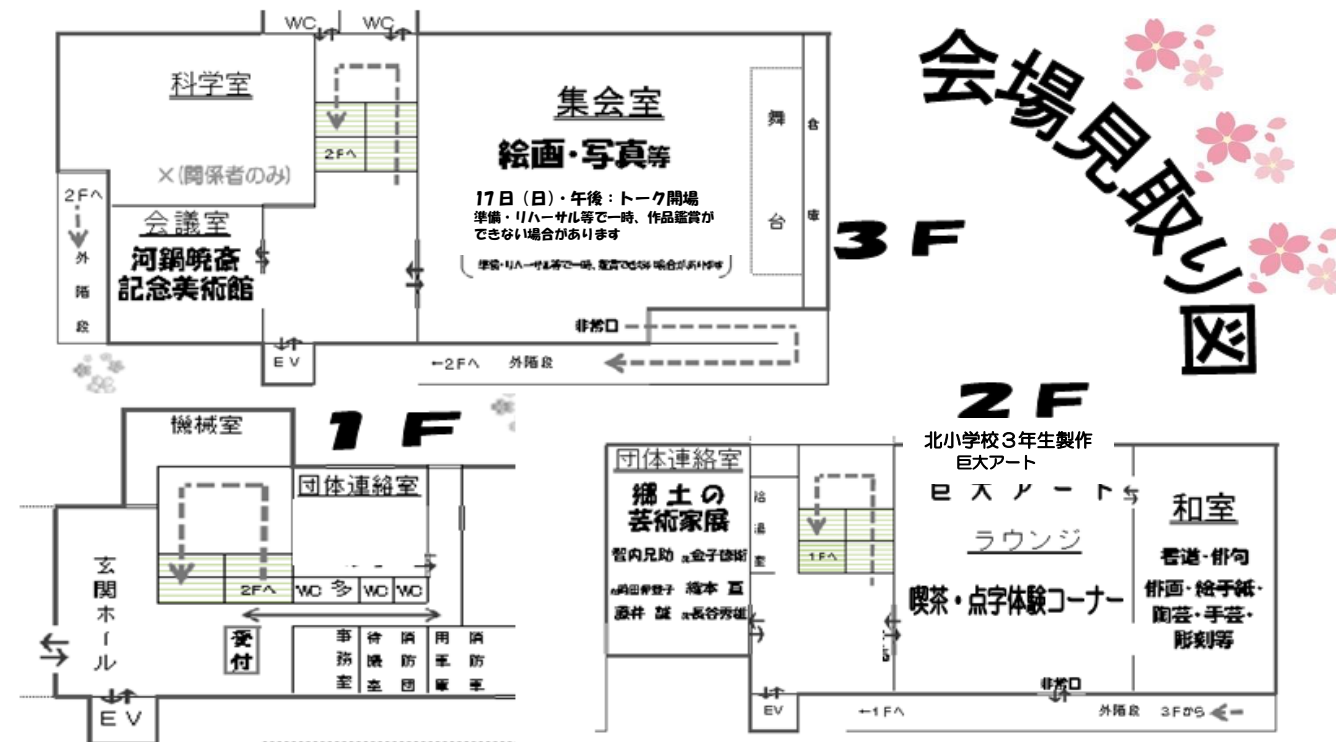 会場見取り図
3F
WC
WC
科学室
×(関係者のみ)
2Fへ
会議室
河鍋暁斎
記念美術館
2Fへ
外階段
EV
集会室
絵画・写真等
17日(日)・午後：トーク開場
準備・リハーサル等で一時、作品鑑賞が
できない場合があります
舞台
倉庫
非常口
←2Fへ 外階段
1F
機械室
団体連絡室
玄関ホール
2Fへ
WC 多 WC WC
受付
事務室
待機室
消防団
用車庫
消防車
EV
2F
北小学校3年生製作
巨大アート
巨大アート
団体連絡室
郷土の
芸術家展
給湯室
1Fへ
ラウンジ
喫茶・点字体験コーナー
和室
書道・俳句
俳画・絵手紙・
陶芸・手芸・
彫刻等
非常口
EV
←1Fへ
外階段 3Fから